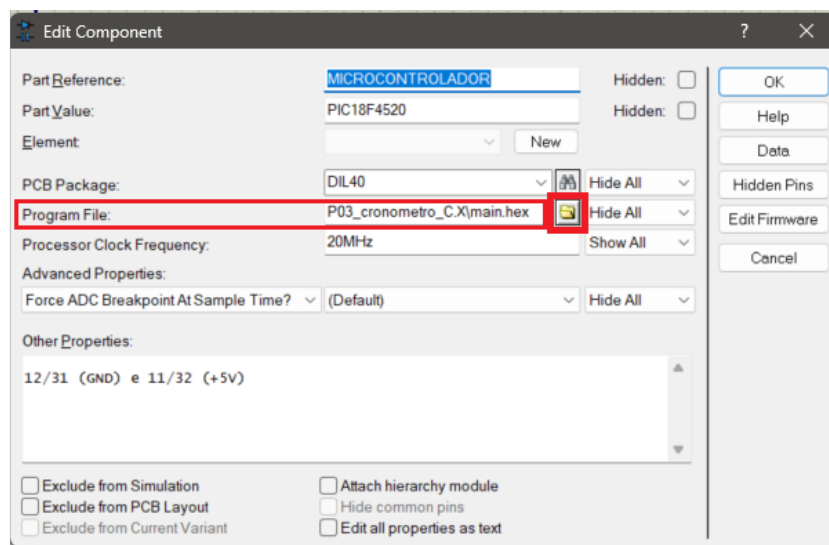 Edit Component ?
Part Reference: MICROCONTROLADOR Hidden: OK
Part Value: PIC18F4520 Hidden: Help
Element: New Data
PCB Package: DIL40 Hide All Hidden Pins
Program File: P03_cronometro_C.X\main.hex Hide All Edit Firmware
Processor Clock Frequency: 20MHz Show All Cancel
Advanced Properties:
Force ADC Breakpoint At Sample Time? (Default) Hide All
Other Properties:
12/31 (GND) e 11/32 (+5V)
Exclude from Simulation Attach hierarchy module
Exclude from PCB Layout Hide common pins
Exclude from Current Variant Edit all properties as text